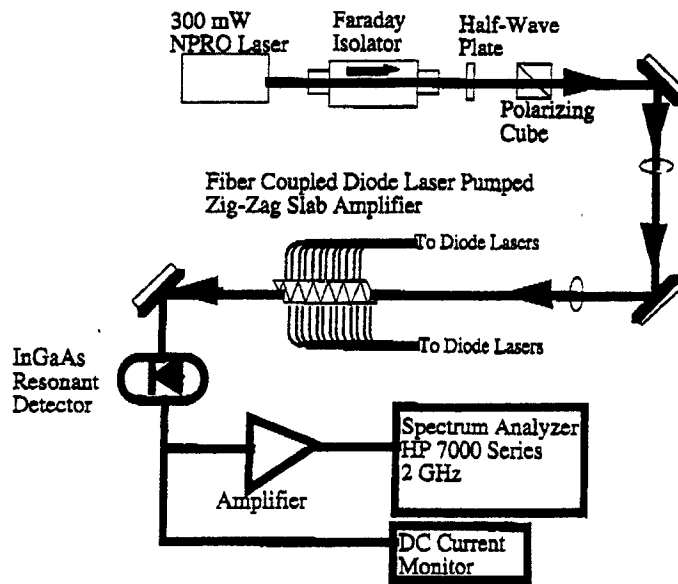 300 mW
NPRO Laser
Faraday
Isolator
Half-Wave
Plate
Polarizing
Cube
Fiber Coupled Diode Laser Pumped
Zig-Zag Slab Amplifier
To Diode Lasers
To Diode Lasers
InGaAs
Resonant
Detector
Amplifier
Spectrum Analyzer
HP 7000 Series
2 GHz
DC Current
Monitor